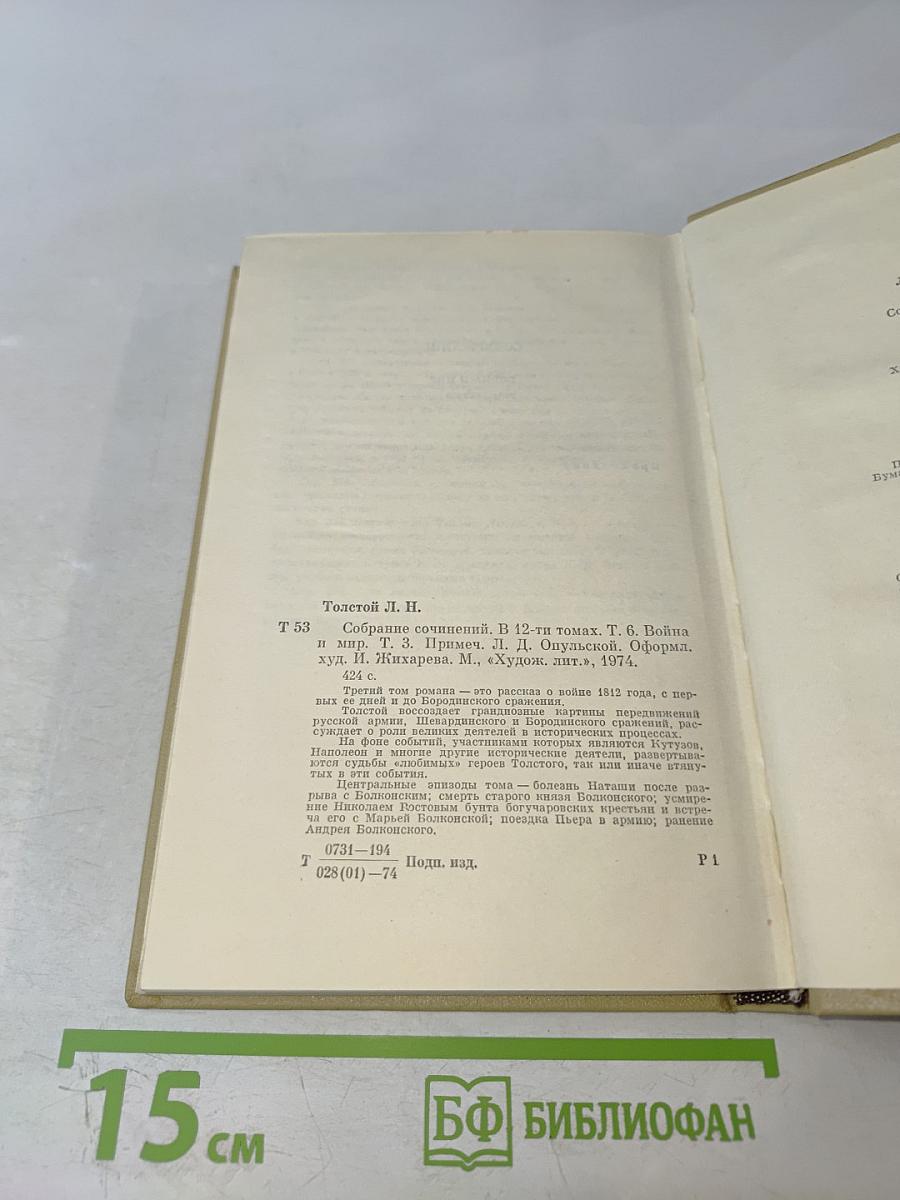 Толстой Л. Н.
Т 53 Собрание сочинений. В 12-ти томах. Т. 6. Война
и мир. Т. 3. Примеч. Л. Д. Опульской. Оформл.
худ. И. Жихарева. М., «Худож. лит.», 1974.
424 с.
Третий том романа — это рассказ о войне 1812 года, с пер-
вых ее дней и до Бородинского сражения.
Толстой воссоздает грандиозные картины передвижений
русской армии, Шевардинского и Бородинского сражений, рас-
суждает о роли великих деятелей в исторических процессах.
На фоне событий, участниками которых являются Кутузов,
Наполеон и многие другие исторические деятели, развертыва-
ются судьбы «любимых» героев Толстого, так или иначе втяну-
тых в эти события.
Центральные эпизоды тома — болезнь Наташи после раз-
рыва с Болконским; смерть старого князя Болконского; усмире-
ние Николаем Ростовым бунта богучаровских крестьян и встре-
ча его с Марьей Болконской; поездка Пьера в армию; ранение
Андрея Болконского.
Т 0731—194
028(01)—74 Подп. изд. Р 1
15 см
БФ БИБЛИОФАН